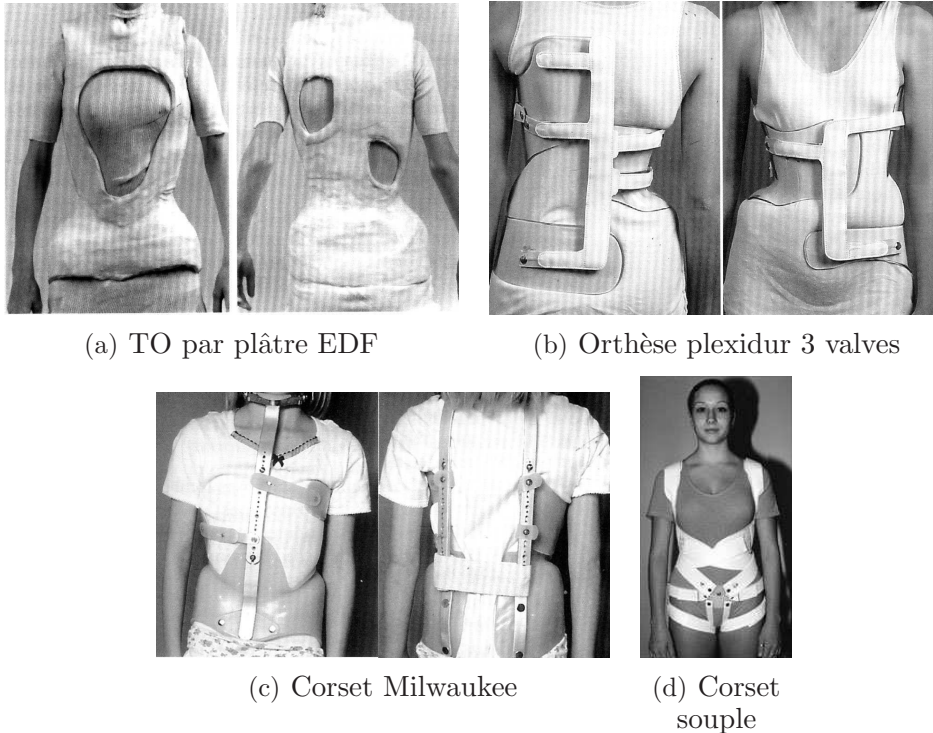 (a) TO par plâtre EDF
(b) Orthèse plexidur 3 valves
(c) Corset Milwaukee
(d) Corset
souple